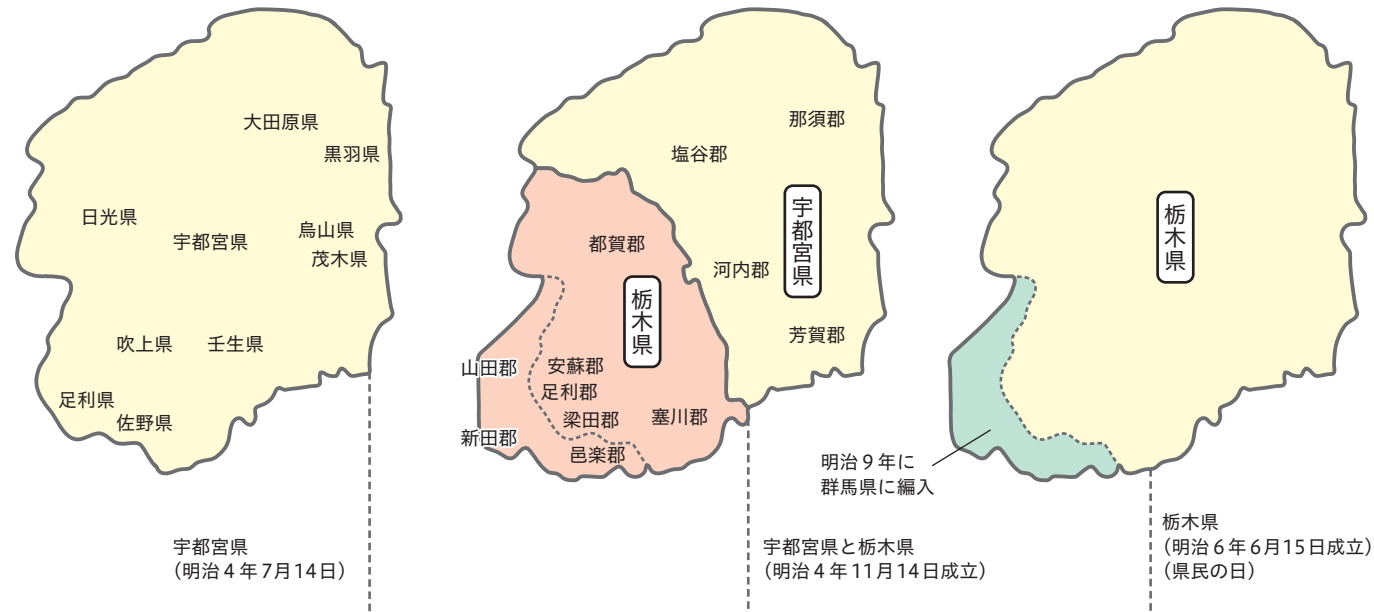 大田原県
黒羽県
日光県
宇都宮県
烏山県
茂木県
吹上県
壬生県
足利県
佐野県
宇都宮県
（明治４年7月14日）
那須郡
塩谷郡
宇都宮県
都賀郡
河内郡
栃木県
芳賀郡
山田郡
安蘇郡
足利郡
梁田郡
塞川郡
新田郡
邑楽郡
宇都宮県と栃木県
（明治４年11月14日成立）
栃木県
明治９年に
群馬県に編入
栃木県
（明治６年６月15日成立）
（県民の日）